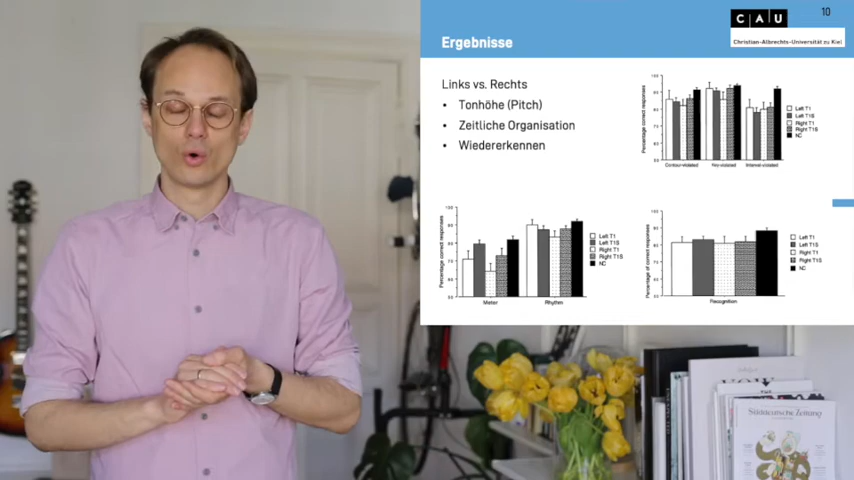 Ergebnisse
CAU
10
Christian-Albrechts-Universität zu Kiel
Links vs. Rechts
• Tonhöhe (Pitch)
• Zeitliche Organisation
• Wiedererkennen
Percentage correct responses
Contour-violated
Key-violated
Interval-violated
Left T1
Left T1S
Right T1
Right T1S
NC
Percentage correct responses
Meter
Rhythm
Left T1
Left T1S
Right T1
Right T1S
NC
Percentage of correct responses
Recognition
Left T1
Left T1S
Right T1
Right T1S
NC
Süddeutsche Zeitung